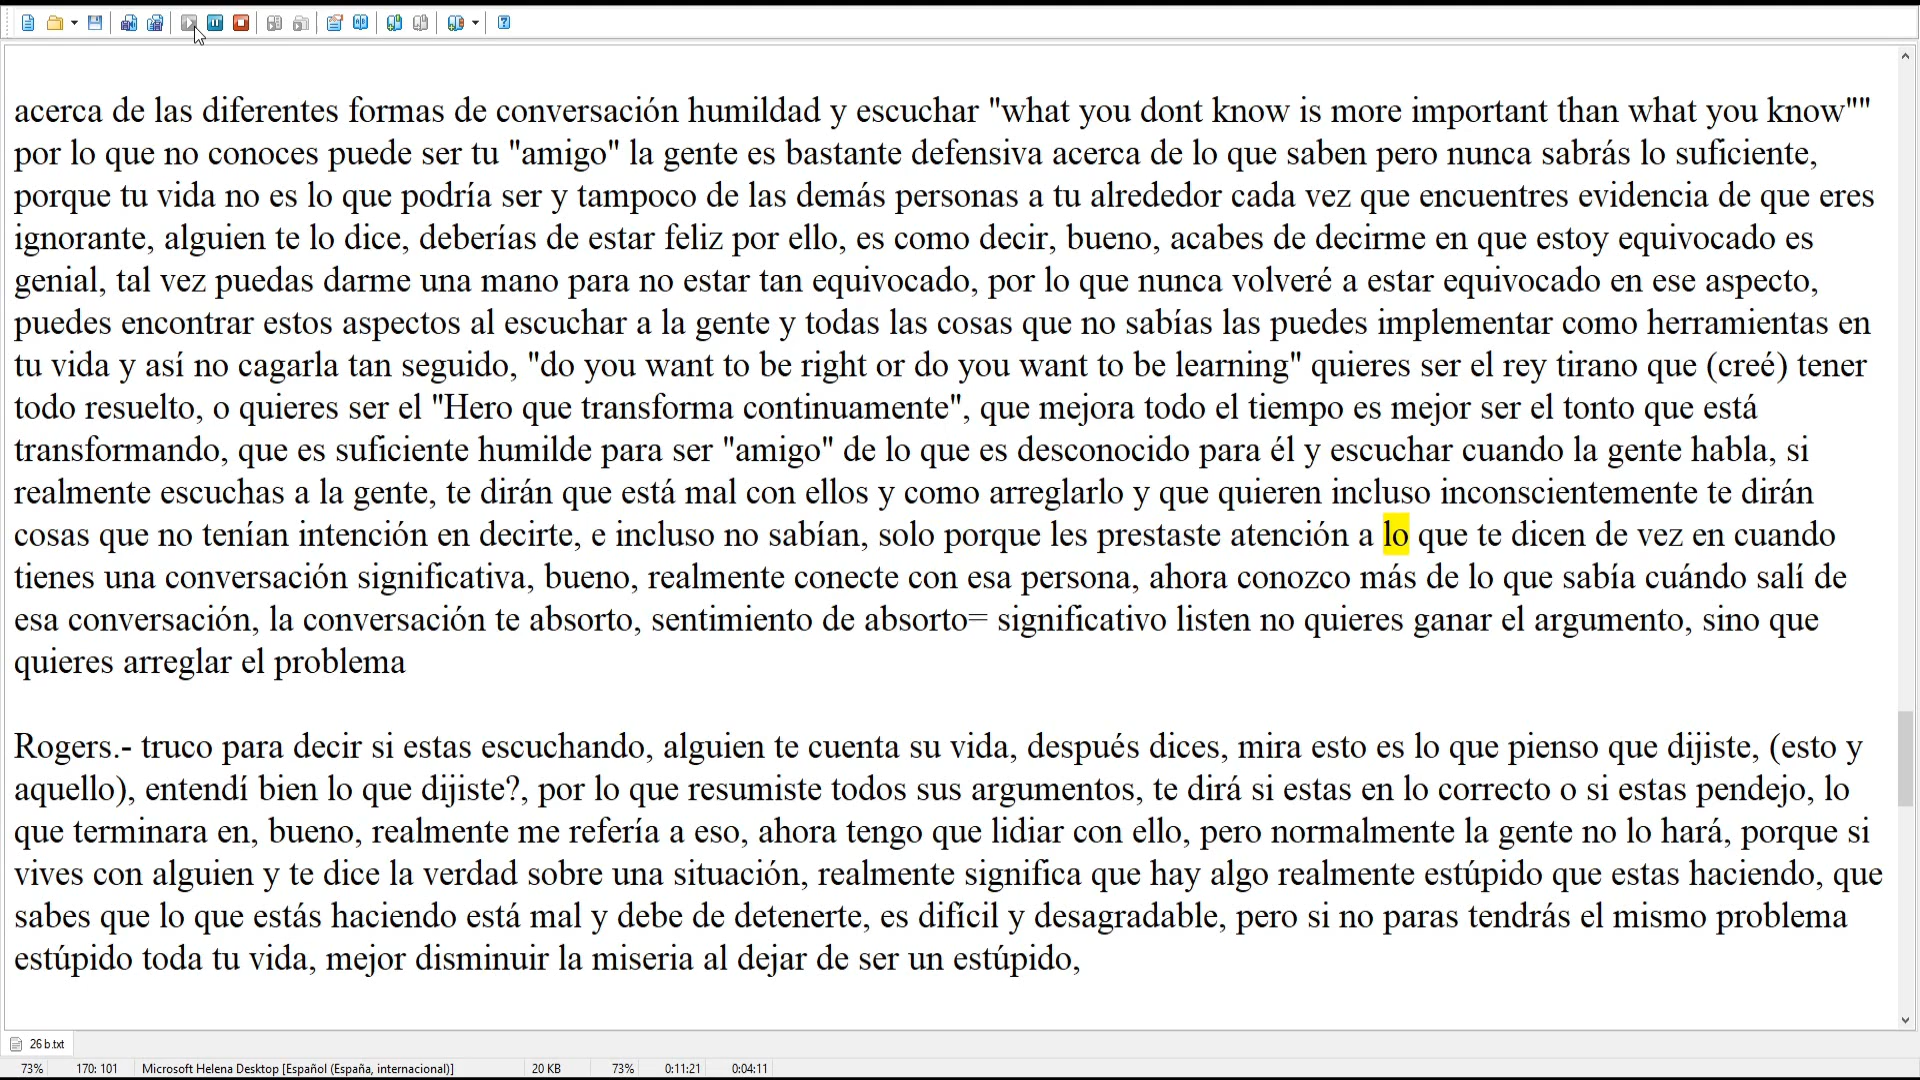 acerca de las diferentes formas de conversación humildad y escuchar "what you dont know is more important than what you know""
por lo que no conoces puede ser tu "amigo" la gente es bastante defensiva acerca de lo que saben pero nunca sabrás lo suficiente,
porque tu vida no es lo que podría ser y tampoco de las demás personas a tu alrededor cada vez que encuentres evidencia de que eres
ignorante, alguien te lo dice, deberías de estar feliz por ello, es como decir, bueno, acabes de decirme en que estoy equivocado es
genial, tal vez puedas darme una mano para no estar tan equivocado, por lo que nunca volveré a estar equivocado en ese aspecto,
puedes encontrar estos aspectos al escuchar a la gente y todas las cosas que no sabías las puedes implementar como herramientas en
tu vida y así no cagarla tan seguido, "do you want to be right or do you want to be learning" quieres ser el rey tirano que (creé) tener
todo resuelto, o quieres ser el "Hero que transforma continuamente", que mejora todo el tiempo es mejor ser el tonto que está
transformando, que es suficiente humilde para ser "amigo" de lo que es desconocido para él y escuchar cuando la gente habla, si
realmente escuchas a la gente, te dirán que está mal con ellos y como arreglarlo y que quieren incluso inconscientemente te dirán
cosas que no tenían intención en decirte, e incluso no sabían, solo porque les prestaste atención a lo que te dicen de vez en cuando
tienes una conversación significativa, bueno, realmente conecte con esa persona, ahora conozco más de lo que sabía cuándo salí de
esa conversación, la conversación te absorto, sentimiento de absorto= significativo listen no quieres ganar el argumento, sino que
quieres arreglar el problema
Rogers.- truco para decir si estas escuchando, alguien te cuenta su vida, después dices, mira esto es lo que pienso que dijiste, (esto y
aquello), entendí bien lo que dijiste?, por lo que resumiste todos sus argumentos, te dirá si estas en lo correcto o si estas pendejo, lo
que terminara en, bueno, realmente me refería a eso, ahora tengo que lidiar con ello, pero normalmente la gente no lo hará, porque si
vives con alguien y te dice la verdad sobre una situación, realmente significa que hay algo realmente estúpido que estas haciendo, que
sabes que lo que estás haciendo está mal y debe de detenerte, es difícil y desagradable, pero si no paras tendrás el mismo problema
estúpido toda tu vida, mejor disminuir la miseria al dejar de ser un estúpido,
26 b.txt
73% 170: 101 Microsoft Helena Desktop [Español (España, internacional)] 20 KB 73% 0:11:21 0:04:11